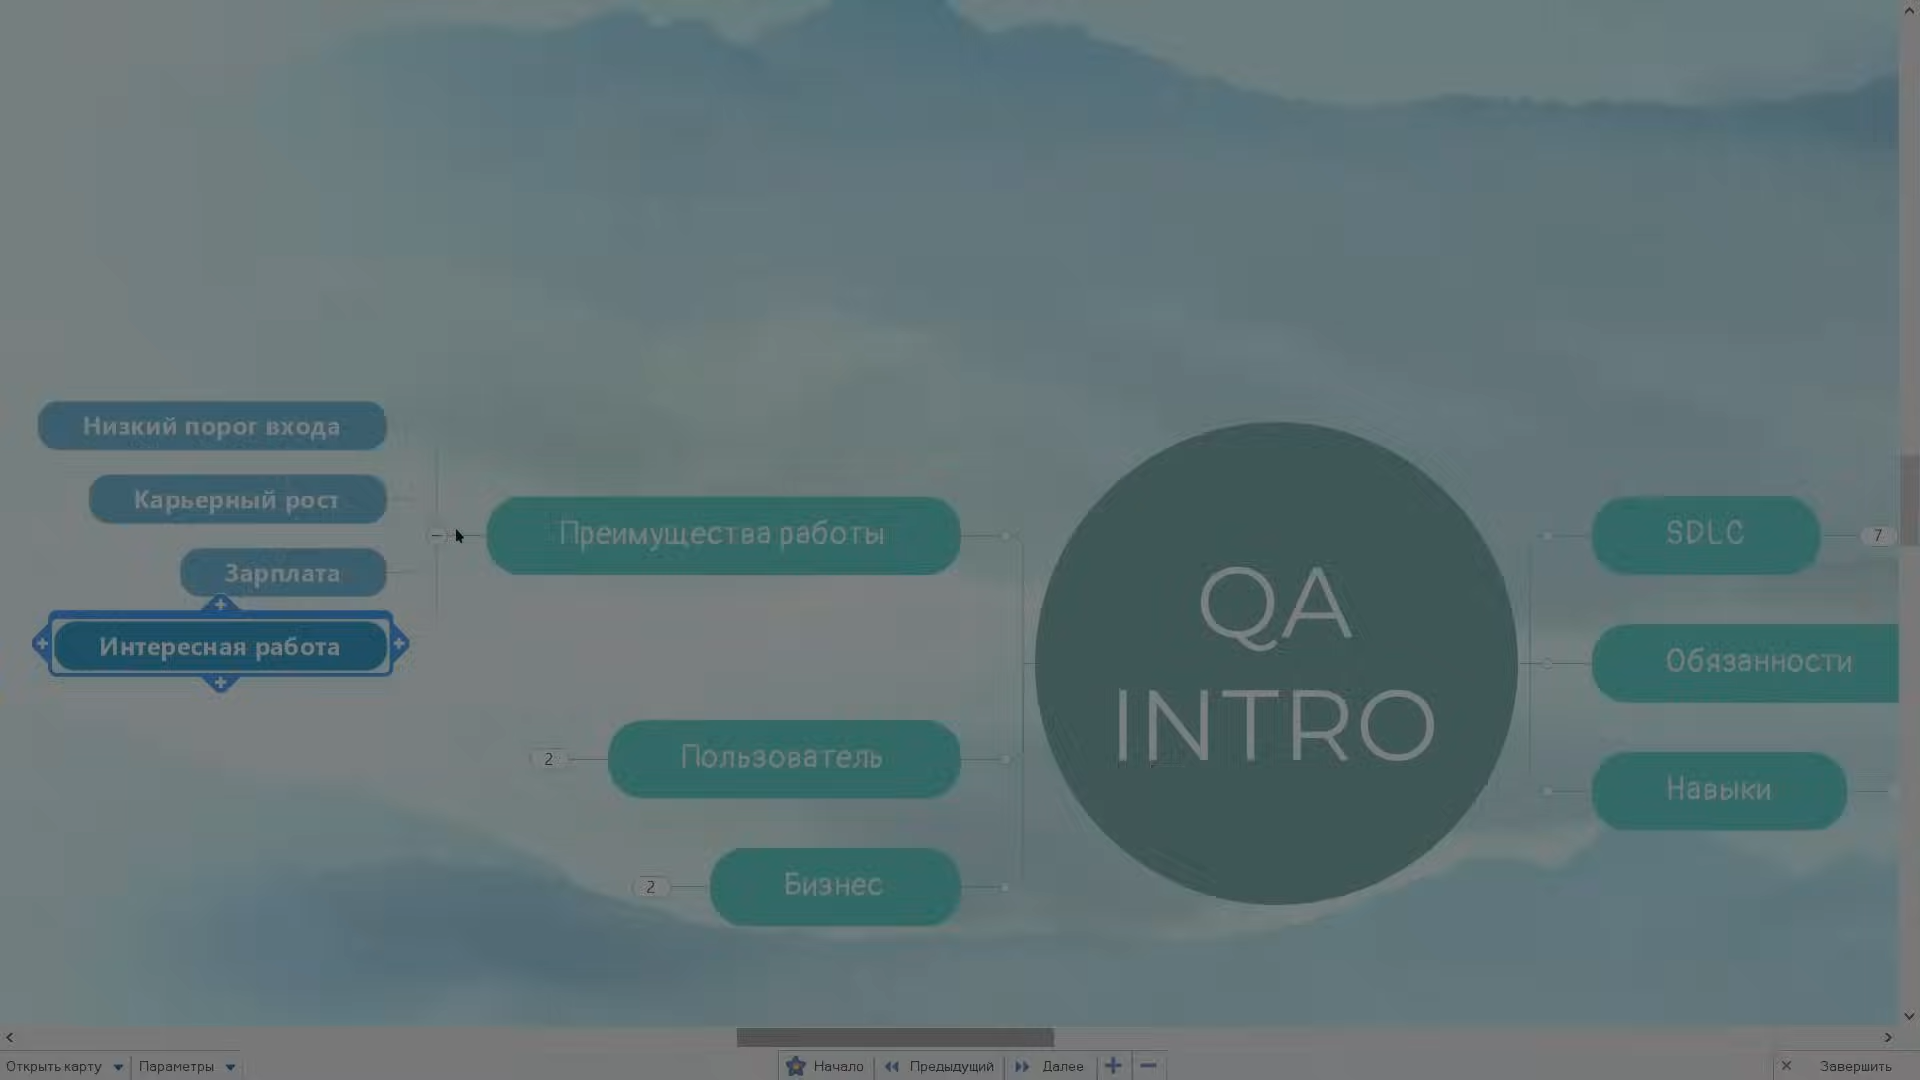 Низкий порог входа
Карьерный рост
Зарплата
Интересная работа
Преимущества работы
Пользователь
2
Бизнес
2
QA
INTRO
SDLC
7
Обязанности
Навыки
Открыть карту
Параметры
Начало
Предыдущий
Далее
Завершить